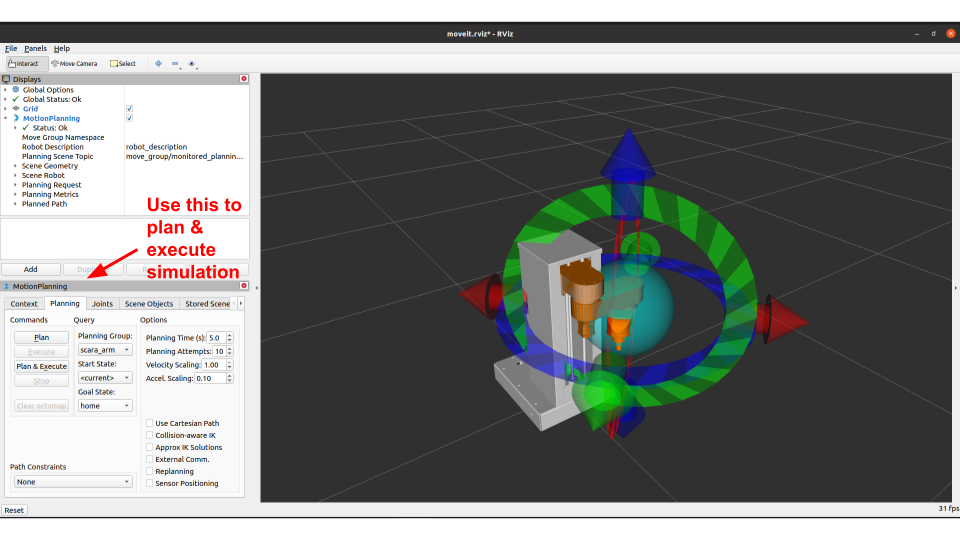 moveit.rviz* - RViz
File Panels Help
Interact Move Camera Select
Displays
Global Options
Global Status: Ok
Grid
MotionPlanning
Status: Ok
Move Group Namespace
Robot Description robot_description
Planning Scene Topic move_group/monitored_plannin...
Scene Geometry
Scene Robot
Planning Request
Planning Metrics
Planned Path
Use this to
plan &
execute
simulation
Add
MotionPlanning
Context Planning Joints Scene Objects Stored Scene
Commands Query Options
Plan Planning Group: Planning Time (s): 5.0
Execute scara_arm Planning Attempts: 10
Plan & Execute Start State: Velocity Scaling: 1.00
Stop <current> Accel. Scaling: 0.10
Goal State:
Clear octomap home
Use Cartesian Path
Collision-aware IK
Approx IK Solutions
External Comm.
Path Constraints Replanning
None Sensor Positioning
Reset 31 fps